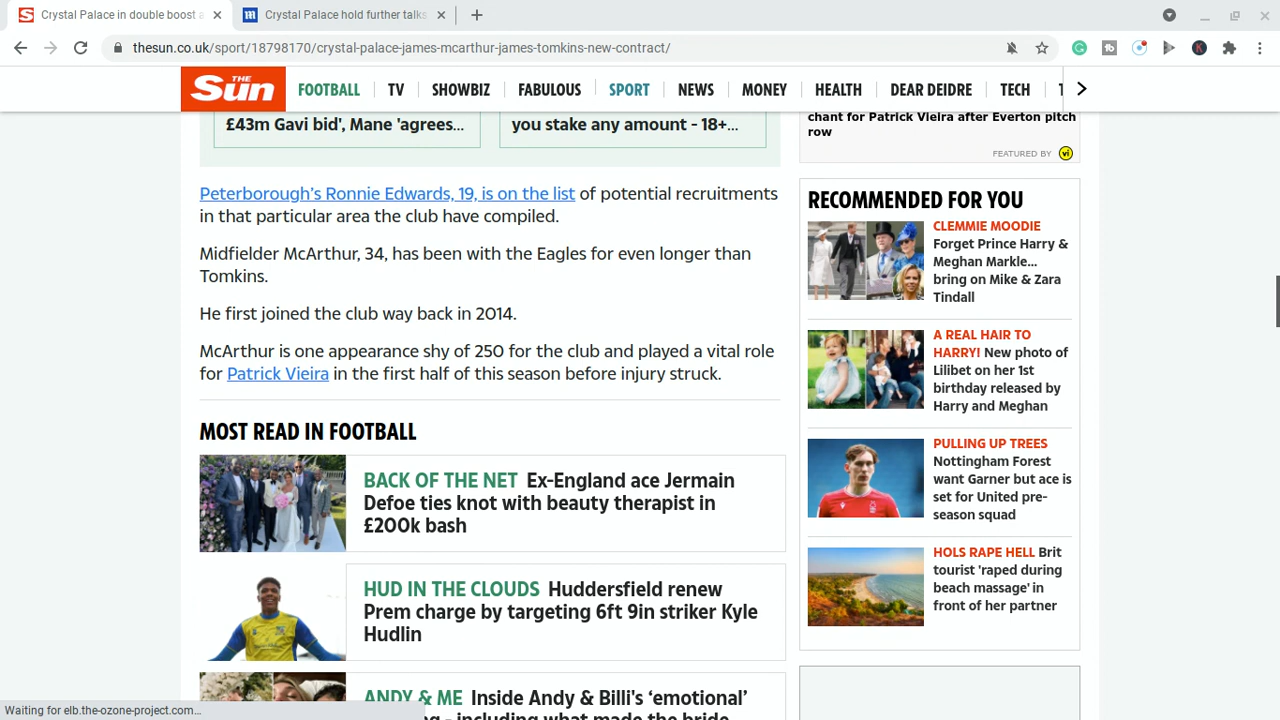 Crystal Palace in double boost a
Crystal Palace hold further talks
thesun.co.uk/sport/18798170/crystal-palace-james-mcarthur-james-tomkins-new-contract/
THE Sun
FOOTBALL
TV
SHOWBIZ
FABULOUS
SPORT
NEWS
MONEY
HEALTH
DEAR DEIDRE
TECH
£43m Gavi bid', Mane 'agrees...
you stake any amount - 18+...
Peterborough's Ronnie Edwards, 19, is on the list of potential recruitments
in that particular area the club have compiled.
Midfielder McArthur, 34, has been with the Eagles for even longer than
Tomkins.
He first joined the club way back in 2014.
McArthur is one appearance shy of 250 for the club and played a vital role
for Patrick Vieira in the first half of this season before injury struck.
MOST READ IN FOOTBALL
BACK OF THE NET Ex-England ace Jermain
Defoe ties knot with beauty therapist in
£200k bash
HUD IN THE CLOUDS Huddersfield renew
Prem charge by targeting 6ft 9in striker Kyle
Hudlin
ANDY & ME Inside Andy & Billi's 'emotional'
including what made the bride
chant for Patrick Vieira after Everton pitch
row
FEATURED BY vi
RECOMMENDED FOR YOU
CLEMMIE MOODIE
Forget Prince Harry &
Meghan Markle...
bring on Mike & Zara
Tindall
A REAL HAIR TO
HARRY! New photo of
Lilibet on her 1st
birthday released by
Harry and Meghan
PULLING UP TREES
Nottingham Forest
want Garner but ace is
set for United pre-
season squad
HOLS RAPE HELL Brit
tourist 'raped during
beach massage' in
front of her partner
Waiting for elb.the-ozone-project.com...